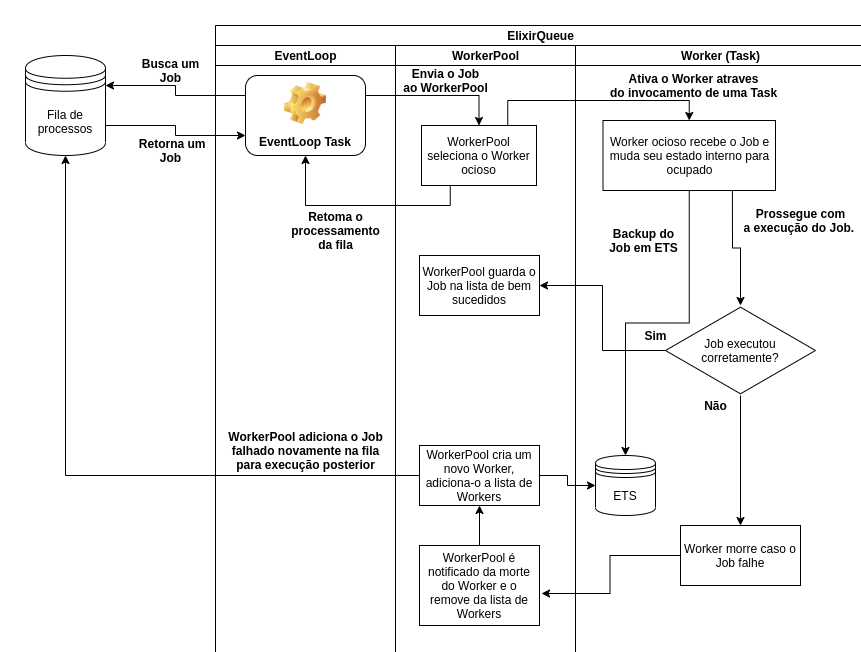 ElixirQueue
EventLoop
WorkerPool
Worker (Task)
Busca um
Job
Fila de
processos
Retorna um
Job
EventLoop Task
Envia o Job
ao WorkerPool
WorkerPool
seleciona o Worker
ocioso
Retoma o
processamento
da fila
Ativa o Worker atraves
do invocamento de uma Task
Worker ocioso recebe o Job e
muda seu estado interno para
ocupado
Backup do
Job em ETS
Prossegue com
a execução do Job.
WorkerPool guarda o
Job na lista de bem
sucedidos
Sim
Job executou
corretamente?
Não
WorkerPool adiciona o Job
falhado novamente na fila
para execução posterior
WorkerPool cria um
novo Worker,
adiciona-o a lista de
Workers
ETS
Worker morre caso o
Job falhe
WorkerPool é
notificado da morte
do Worker e o
remove da lista de
Workers